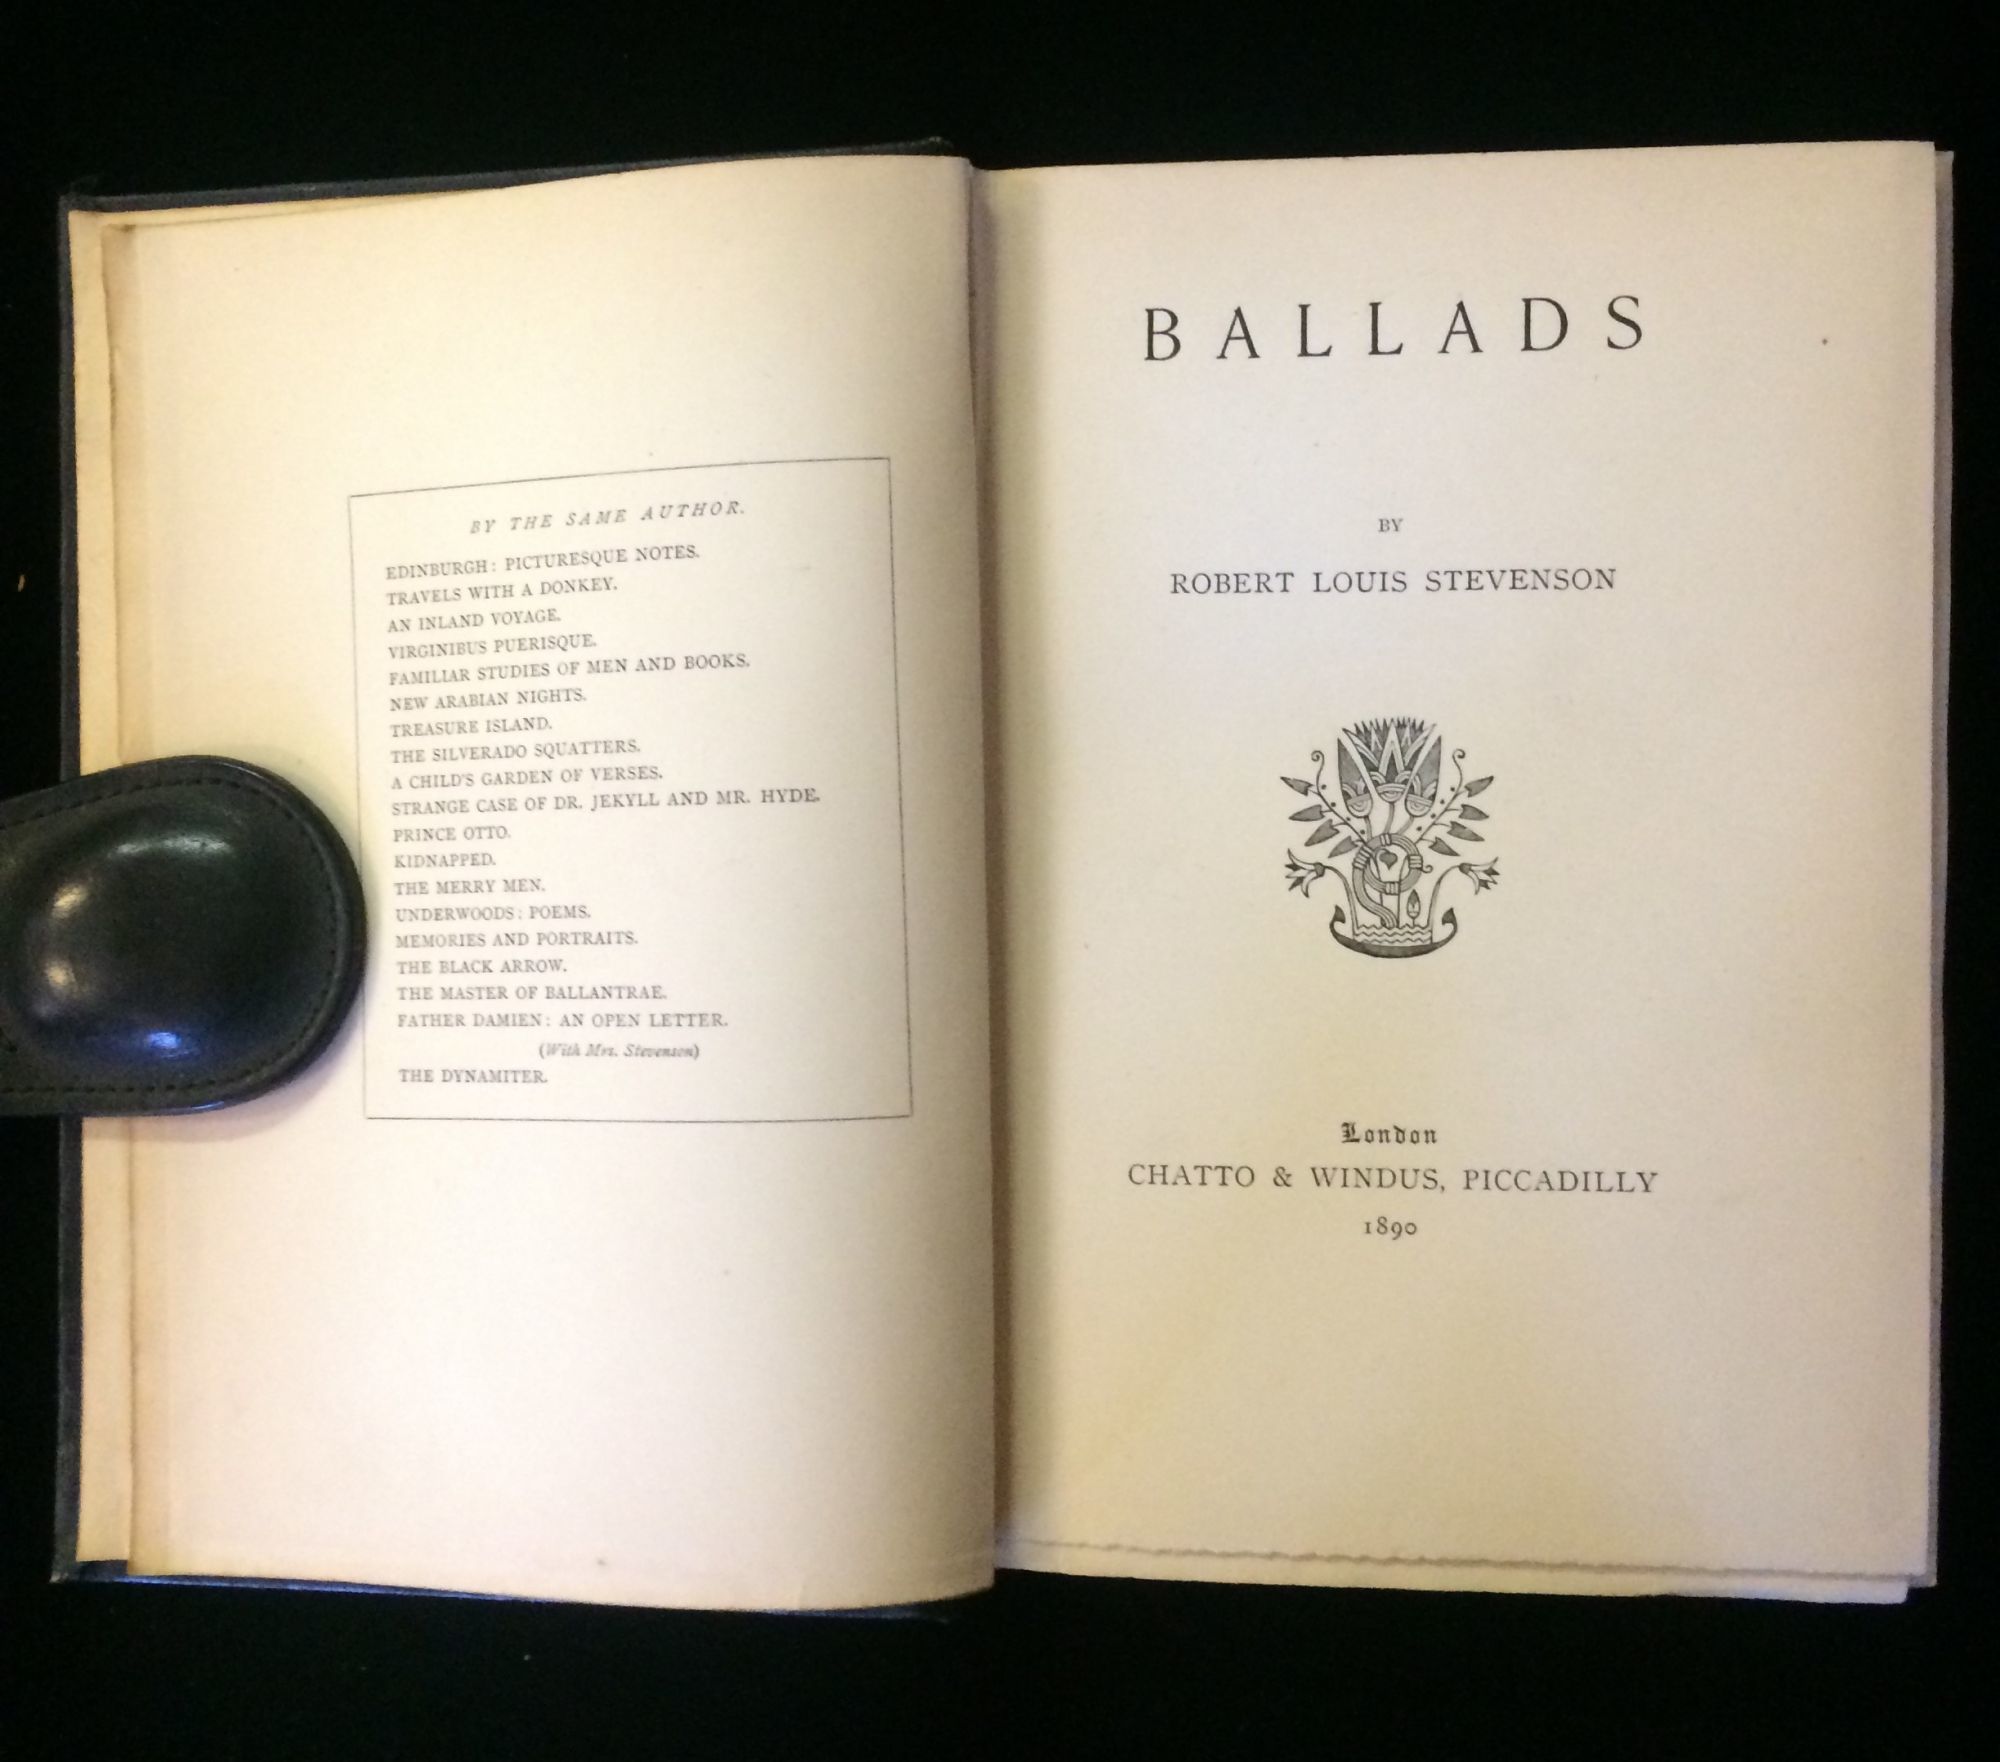 BY THE SAME AUTHOR.
EDINBURGH: PICTURESQUE NOTES.
TRAVELS WITH A DONKEY.
AN INLAND VOYAGE.
VIRGINIBUS PUERISQUE.
FAMILIAR STUDIES OF MEN AND BOOKS.
NEW ARABIAN NIGHTS.
TREASURE ISLAND.
THE SILVERADO SQUATTERS.
A CHILD'S GARDEN OF VERSES.
STRANGE CASE OF DR. JEKYLL AND MR. HYDE.
PRINCE OTTO.
KIDNAPPED.
THE MERRY MEN.
UNDERWOODS: POEMS.
MEMORIES AND PORTRAITS.
THE BLACK ARROW.
THE MASTER OF BALLANTRAE.
FATHER DAMIEN: AN OPEN LETTER.
(With Mrs. Stevenson)
THE DYNAMITER.
BALLADS
BY
ROBERT LOUIS STEVENSON
London
CHATTO & WINDUS, PICCADILLY
1890